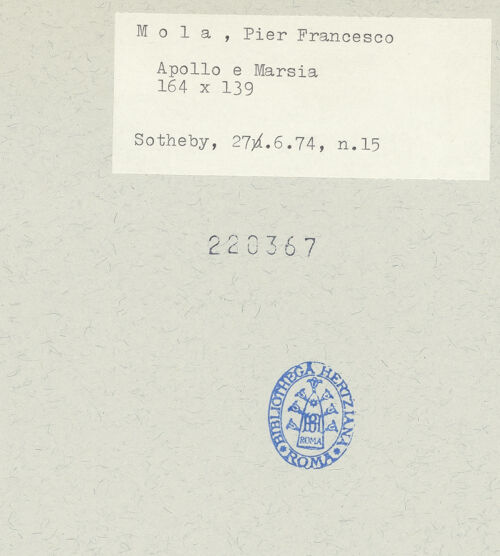 M o l a , Pier Francesco
Apollo e Marsia
164 x 139
Sotheby, 27.6.74, n.15
220367
BIBLIOTHECA HERTZIANA
ROMA
ROMA